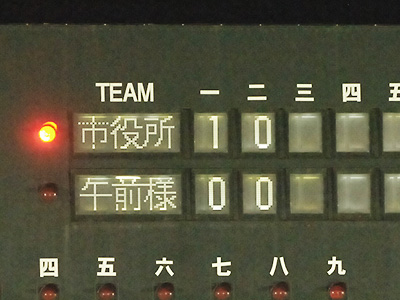 TEAM 一 二 三 四 五
市役所 1 0
午前様 0 0
四 五 六 七 八 九